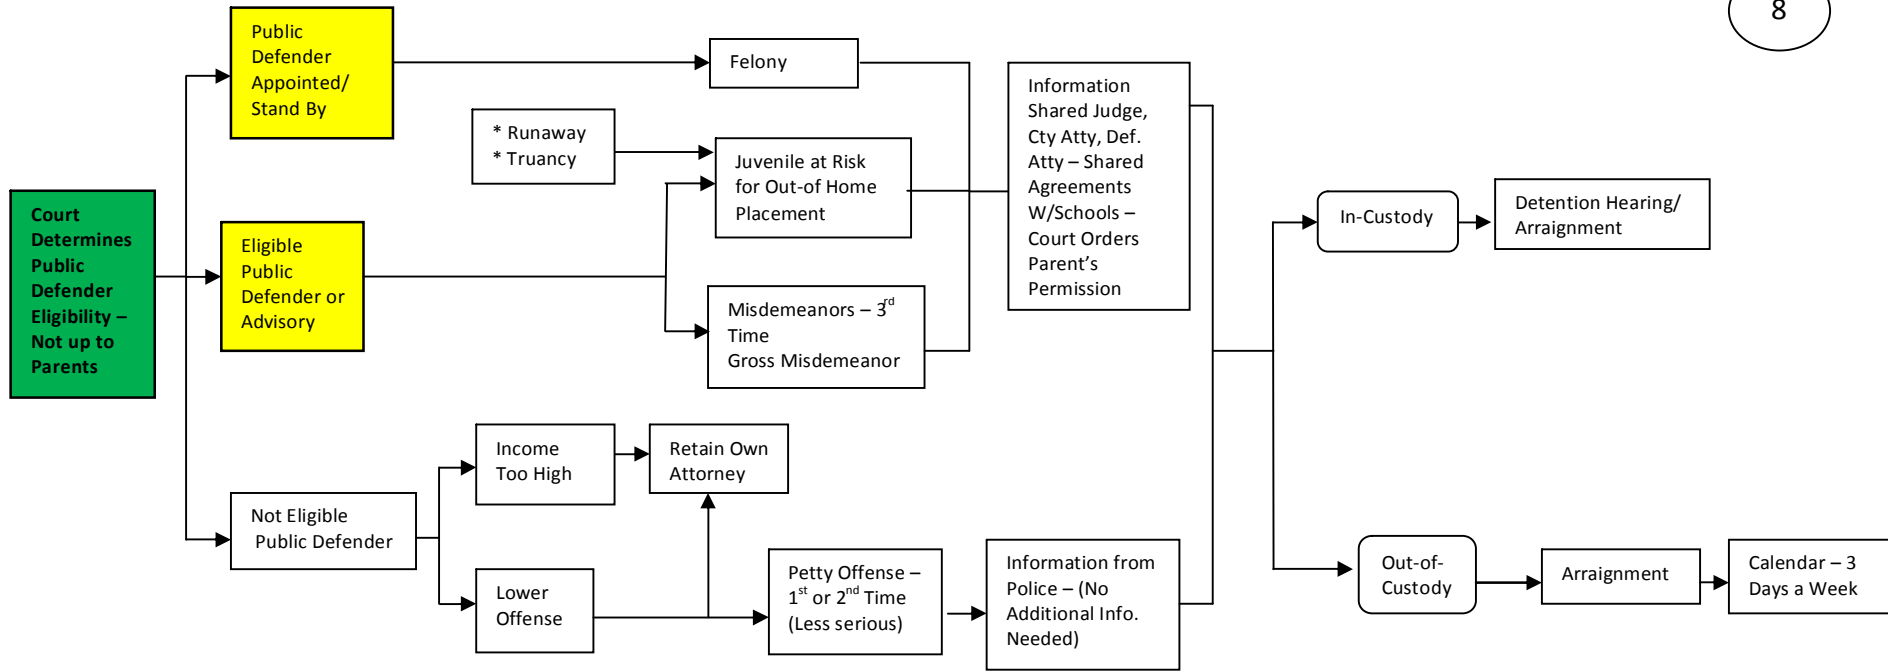 8
Public
Defender
Appointed/
Stand By
Felony
* Runaway
* Truancy
Juvenile at Risk
for Out-of Home
Placement
Information
Shared Judge,
Cty Atty, Def.
Atty – Shared
Agreements
W/Schools –
Court Orders
Parent’s
Permission
Court
Determines
Public
Defender
Eligibility –
Not up to
Parents
Eligible
Public
Defender or
Advisory
Misdemeanors – 3rd
Time
Gross Misdemeanor
In-Custody
Detention Hearing/
Arraignment
Income
Too High
Retain Own
Attorney
Not Eligible
Public Defender
Lower
Offense
Petty Offense –
1st or 2nd Time
(Less serious)
Information from
Police – (No
Additional Info.
Needed)
Out-of-
Custody
Arraignment
Calendar – 3
Days a Week